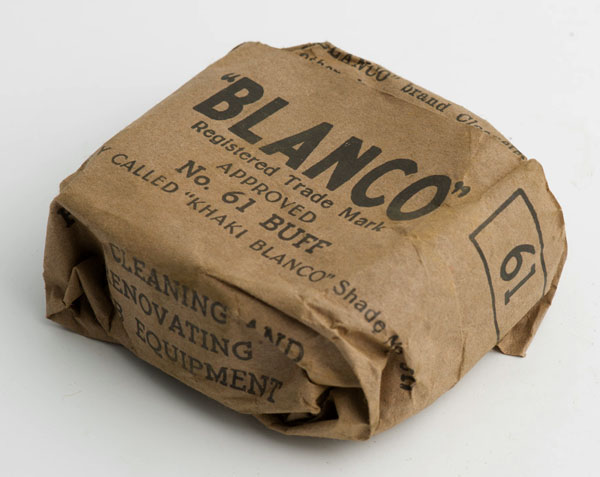 BLANCO" brand
"BLANCO"
Registered Trade Mark
APPROVED
No. 61 BUFF
Y CALLED "KHAKI BLANCO" Shade No.
61
CLEANING AND
ENOVATING
EQUIPMENT